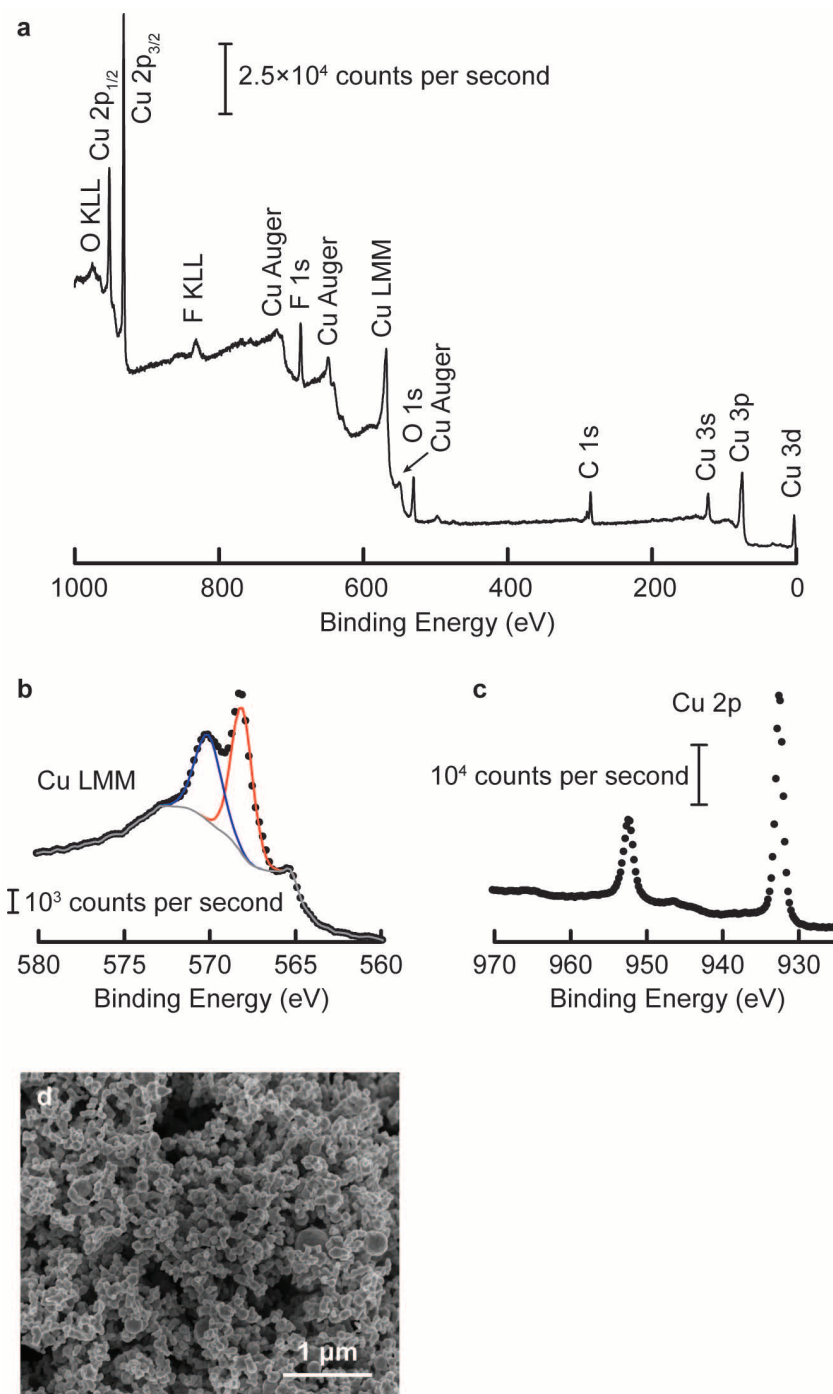 a
2.5×10⁴ counts per second
O KLL
Cu 2p₁/₂
Cu 2p₃/₂
F KLL
Cu Auger
F 1s
Cu Auger
Cu LMM
O 1s
Cu Auger
C 1s
Cu 3s
Cu 3p
Cu 3d
1000 800 600 400 200 0
Binding Energy (eV)
b
Cu LMM
10³ counts per second
580 575 570 565 560
Binding Energy (eV)
c
Cu 2p
10⁴ counts per second
970 960 950 940 930
Binding Energy (eV)
d
1 µm